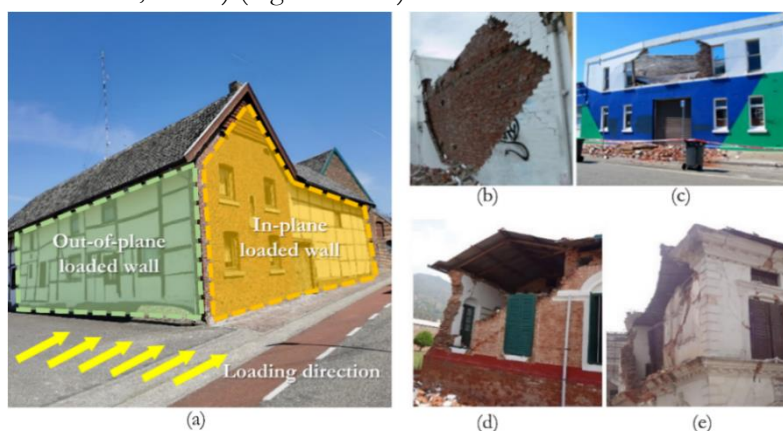 Out-of-plane
loaded wall
In-plane
loaded wall
Loading direction
(a)
(b)
(c)
(d)
(e)